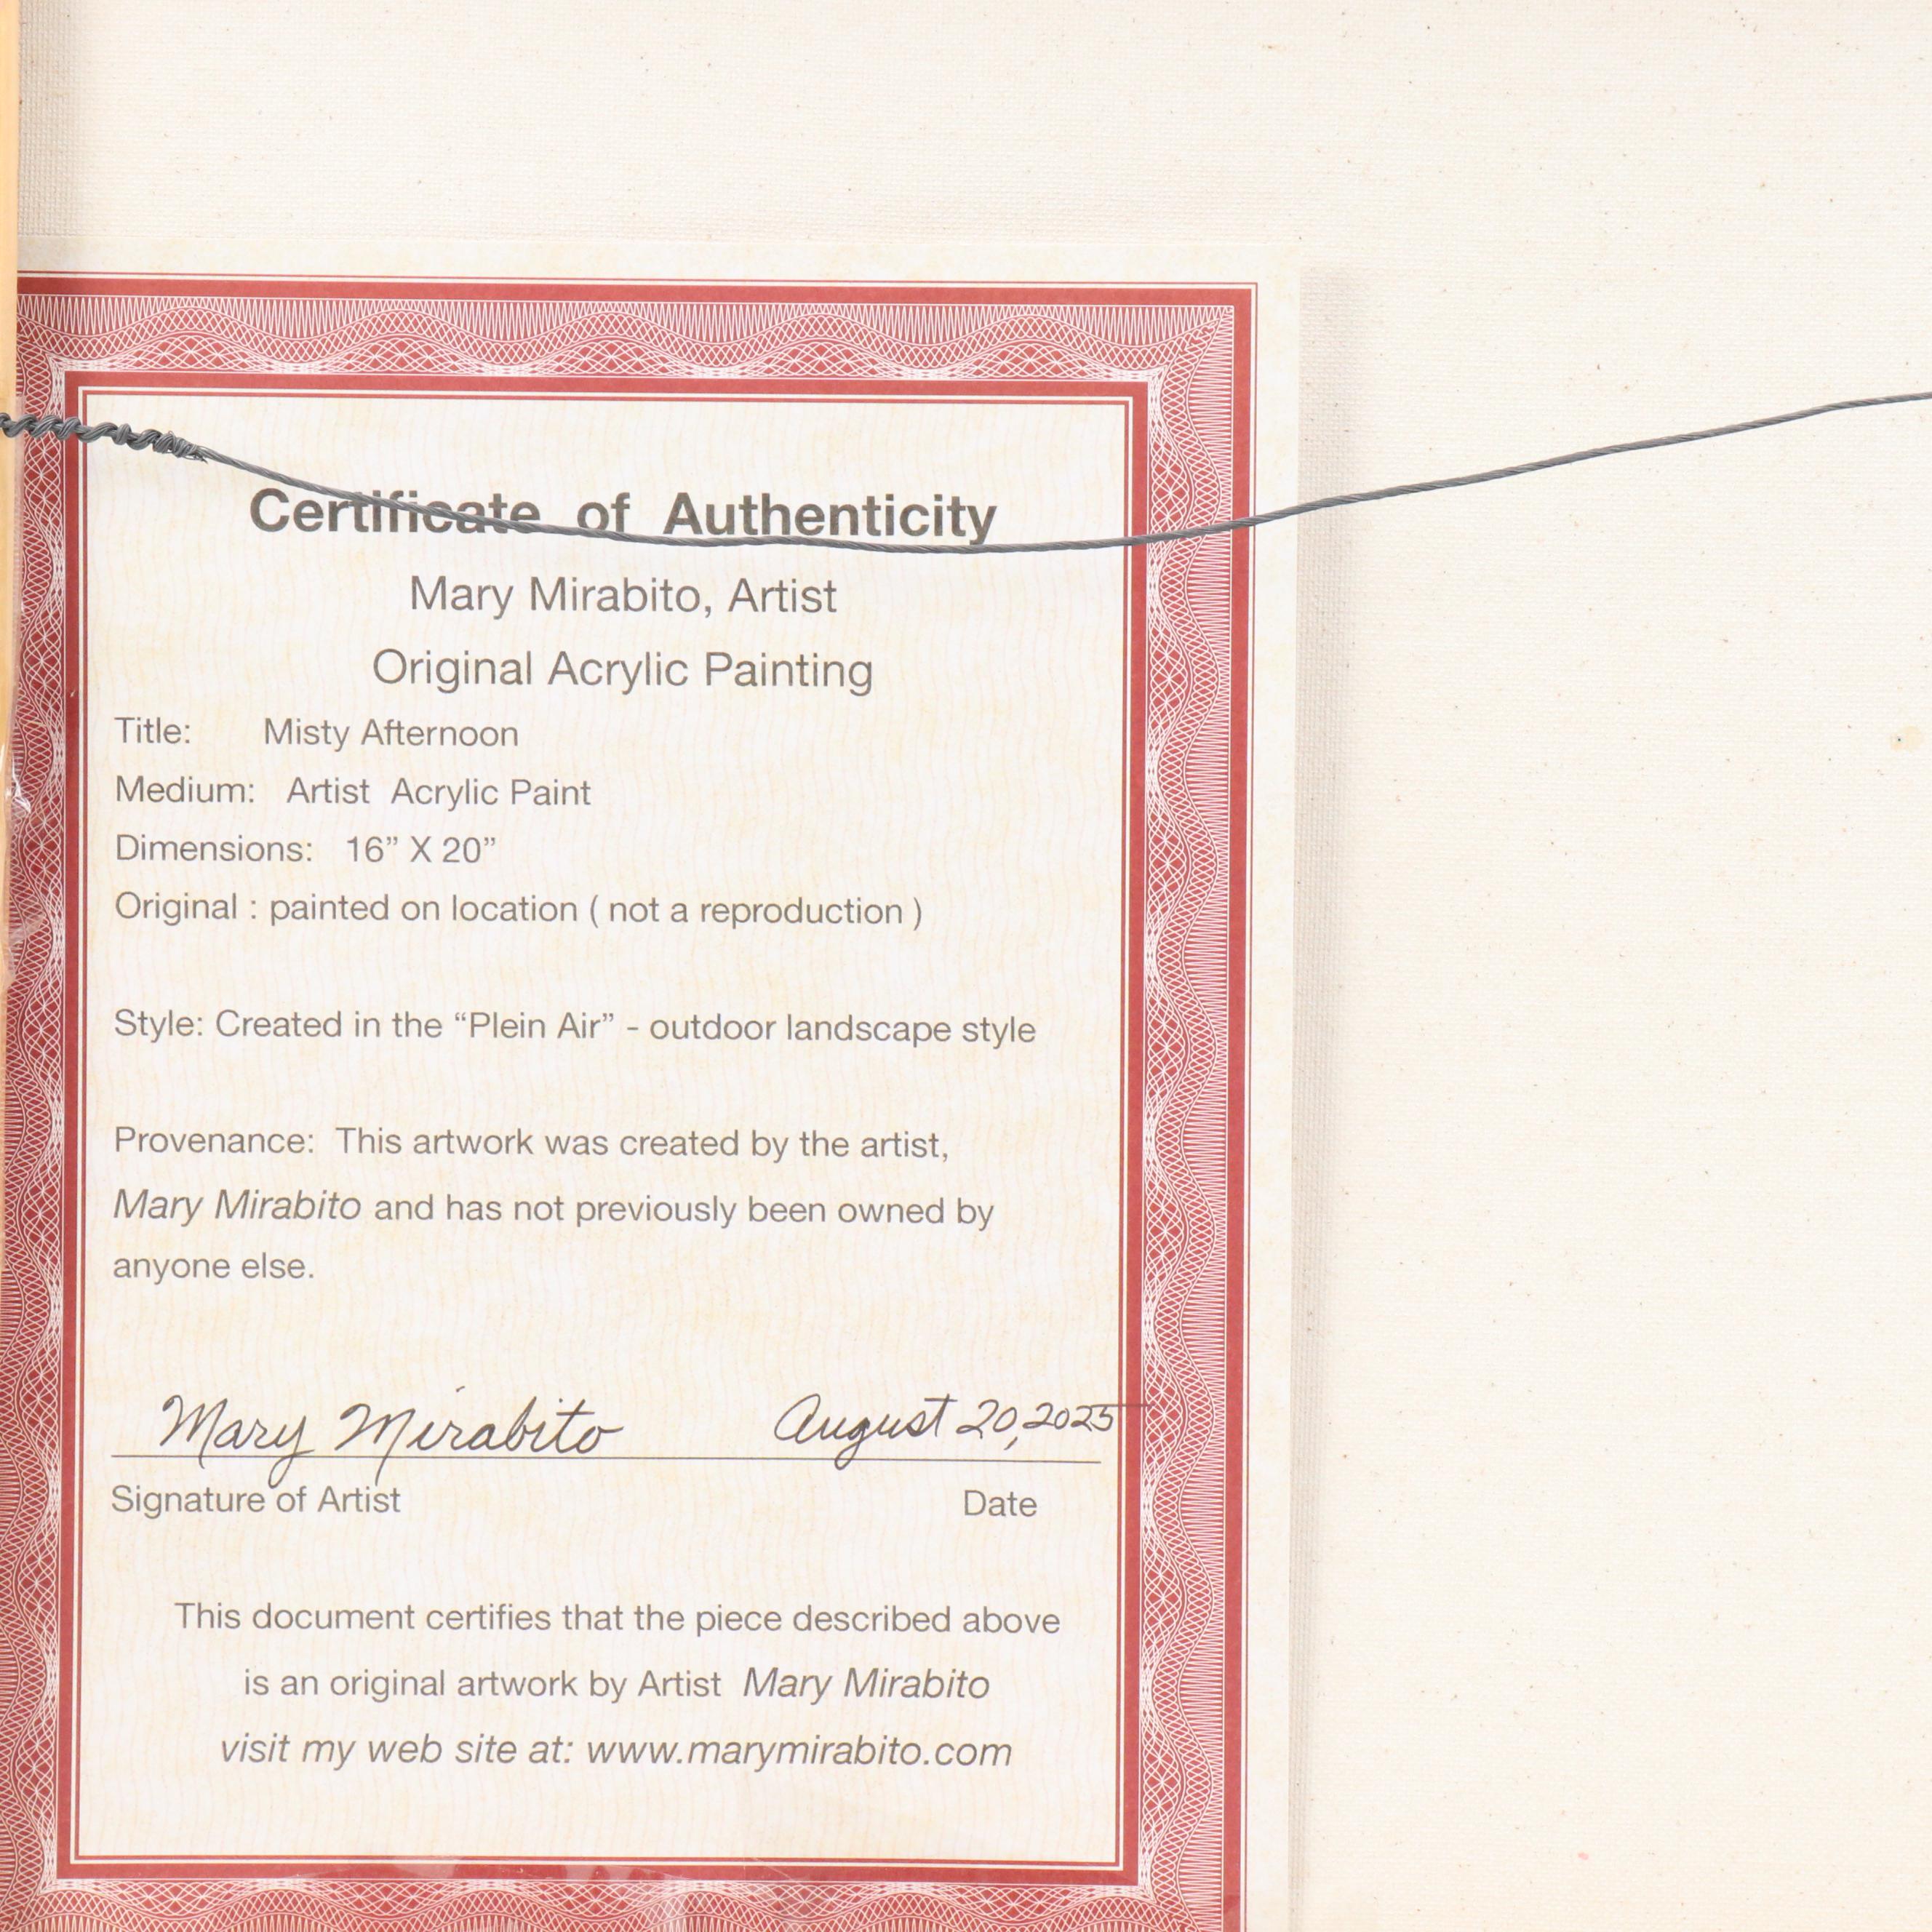 Certificate of Authenticity
Mary Mirabito, Artist
Original Acrylic Painting
Title: Misty Afternoon
Medium: Artist Acrylic Paint
Dimensions: 16” X 20”
Original : painted on location ( not a reproduction )
Style: Created in the “Plein Air” - outdoor landscape style
Provenance: This artwork was created by the artist,
Mary Mirabito and has not previously been owned by
anyone else.
Mary Mirabito August 20, 2025
Signature of Artist Date
This document certifies that the piece described above
is an original artwork by Artist Mary Mirabito
visit my web site at: www.marymirabito.com